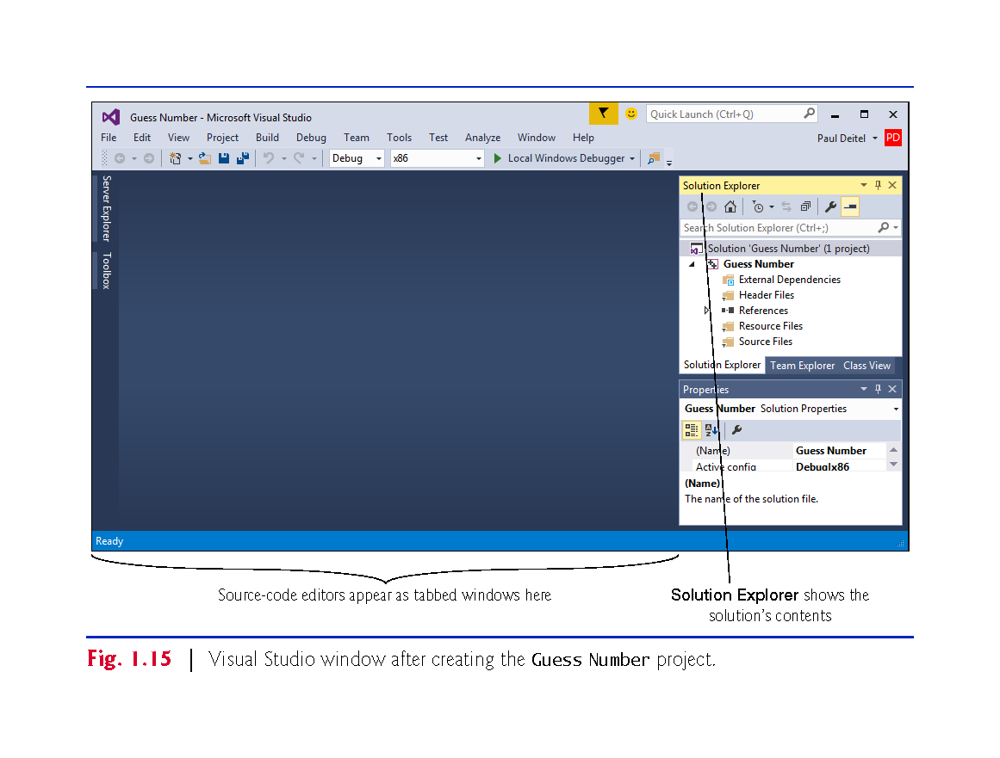 Guess Number - Microsoft Visual Studio
Quick Launch (Ctrl+Q)
File Edit View Project Build Debug Team Tools Test Analyze Window Help
Paul Deitel PD
Debug x86 Local Windows Debugger
Server Explorer
Toolbox
Solution Explorer
Search Solution Explorer (Ctrl+;)
Solution 'Guess Number' (1 project)
Guess Number
External Dependencies
Header Files
References
Resource Files
Source Files
Solution Explorer Team Explorer Class View
Properties
Guess Number Solution Properties
(Name) Guess Number
Active config Debug|x86
(Name)
The name of the solution file.
Ready
Source-code editors appear as tabbed windows here
Solution Explorer shows the
solution's contents
Fig. 1.15 | Visual Studio window after creating the Guess Number project.